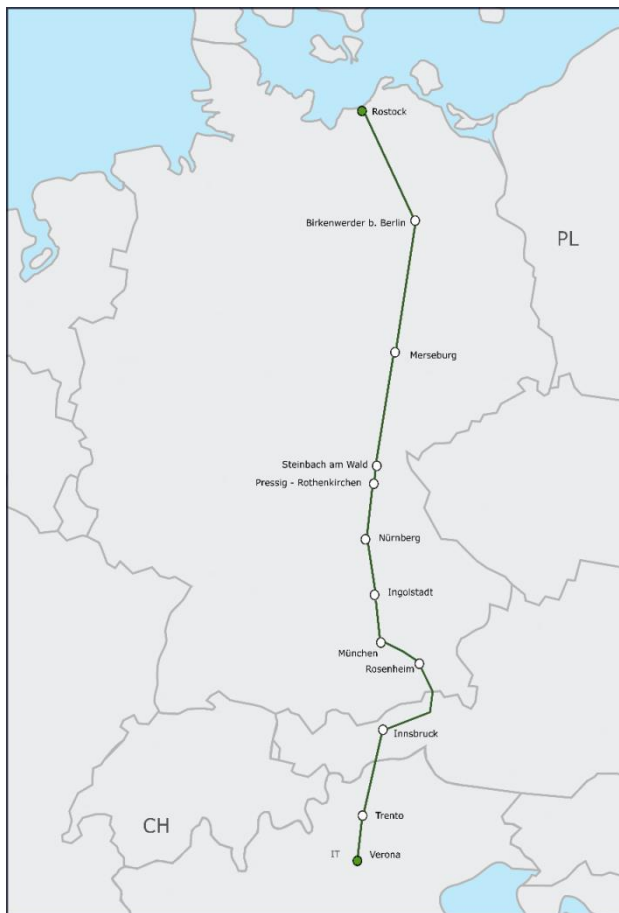 Rostock
Birkenwerder b. Berlin
PL
Merseburg
Steinbach am Wald
Pressig - Rothenkirchen
Nürnberg
Ingolstadt
München
Rosenheim
Innsbruck
Trento
CH
IT Verona